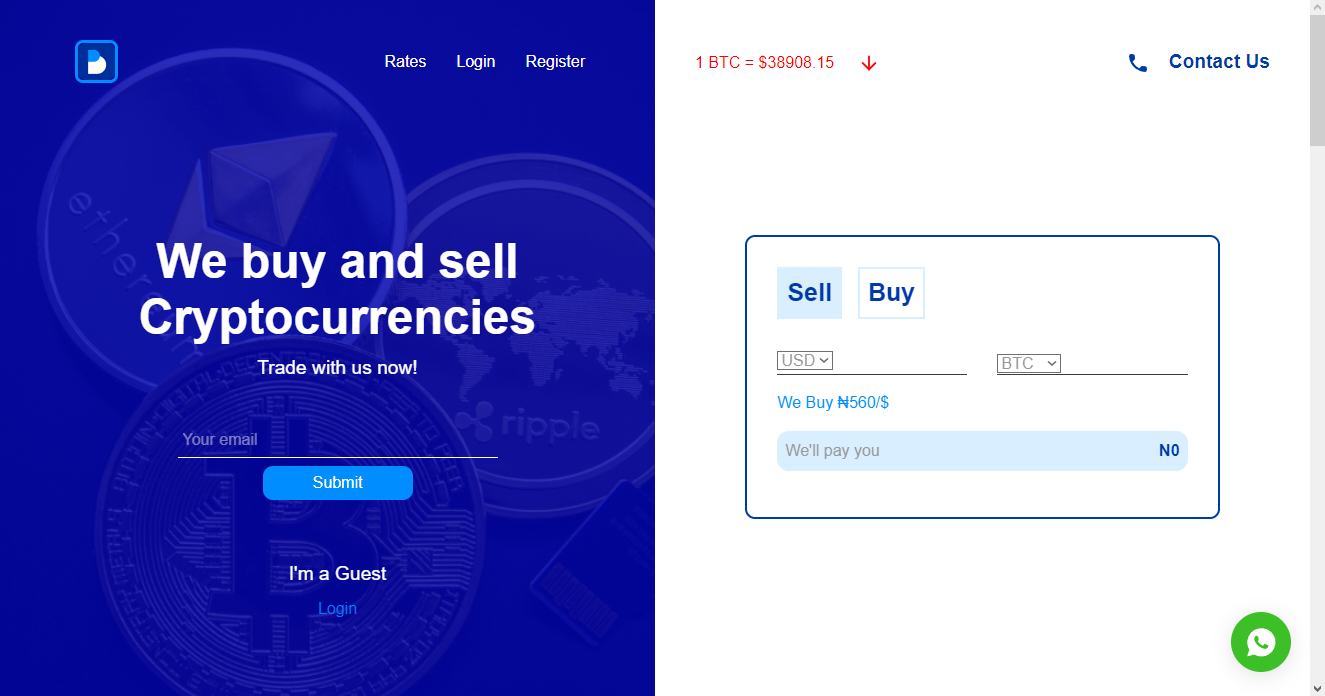 Rates Login Register
1 BTC = $38908.15
Contact Us
We buy and sell
Cryptocurrencies
Trade with us now!
Your email
Submit
I'm a Guest
Login
Sell Buy
USD BTC
We Buy ₦560/$
We'll pay you N0
ripple